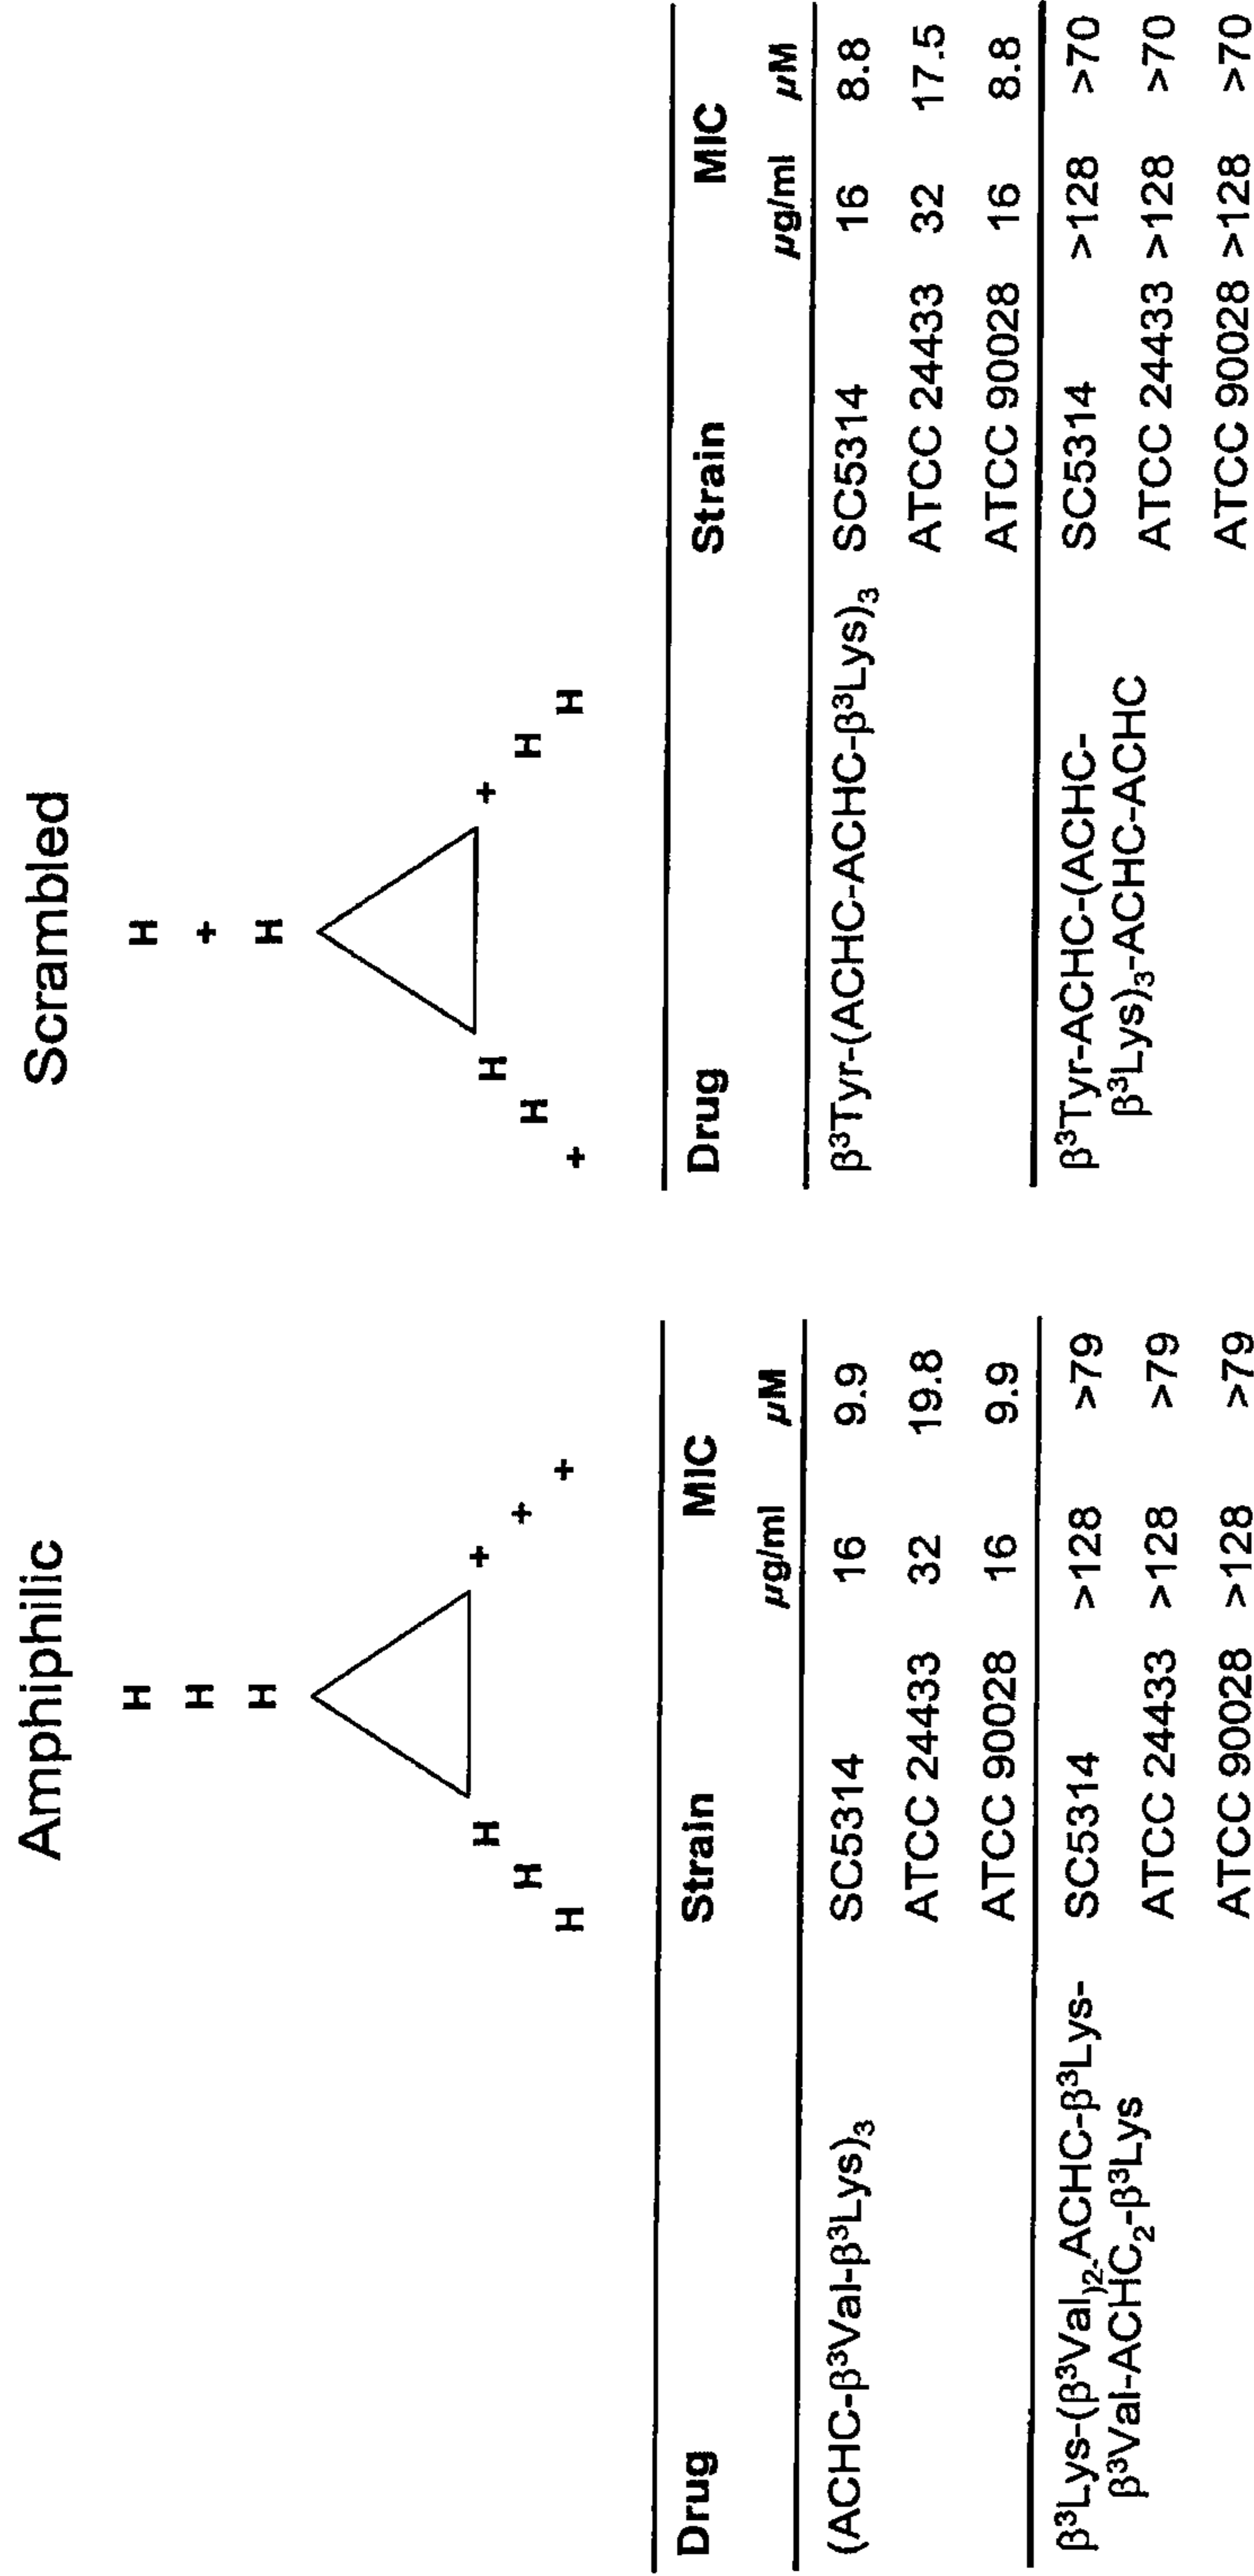 Amphiphilic
H
H
H
H
H
H
+
+
+
Scrambled
H
+
H
H
H
+
+
H
H
Drug Strain MIC
μg/ml μM
(ACHC-β³Val-β³Lys)₃ SC5314 16 9.9
ATCC 24433 32 19.8
ATCC 90028 16 9.9
β³Lys-(β³Val)₂-ACHC-β³Lys- SC5314 >128 >79
β³Val-ACHC₂-β³Lys ATCC 24433 >128 >79
ATCC 90028 >128 >79
Drug Strain MIC
μg/ml μM
β³Tyr-(ACHC-ACHC-β³Lys)₃ SC5314 16 8.8
ATCC 24433 32 17.5
ATCC 90028 16 8.8
β³Tyr-ACHC-(ACHC- SC5314 >128 >70
β³Lys)₃-ACHC-ACHC ATCC 24433 >128 >70
ATCC 90028 >128 >70